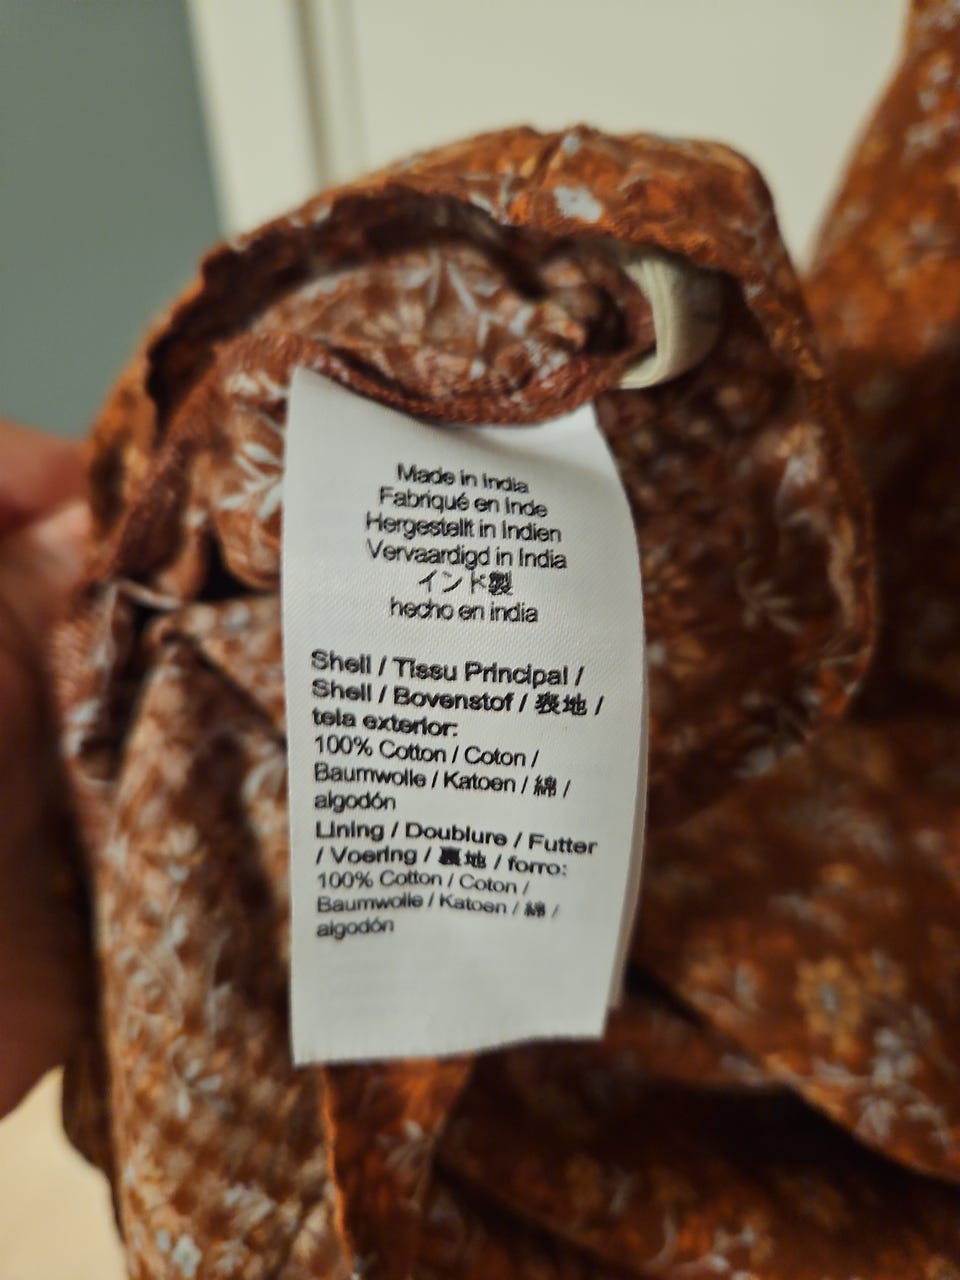 Made in India
Fabriqué en Inde
Hergestellt in Indien
Vervaardigd in India
インド製
hecho en india
Shell / Tissu Principal /
Shell / Bovenstof / 表地 /
tela exterior:
100% Cotton / Coton /
Baumwolle / Katoen / 綿 /
algodón
Lining / Doublure / Futter
/ Voering / 裏地 / forro:
100% Cotton / Coton /
Baumwolle / Katoen / 綿 /
algodón